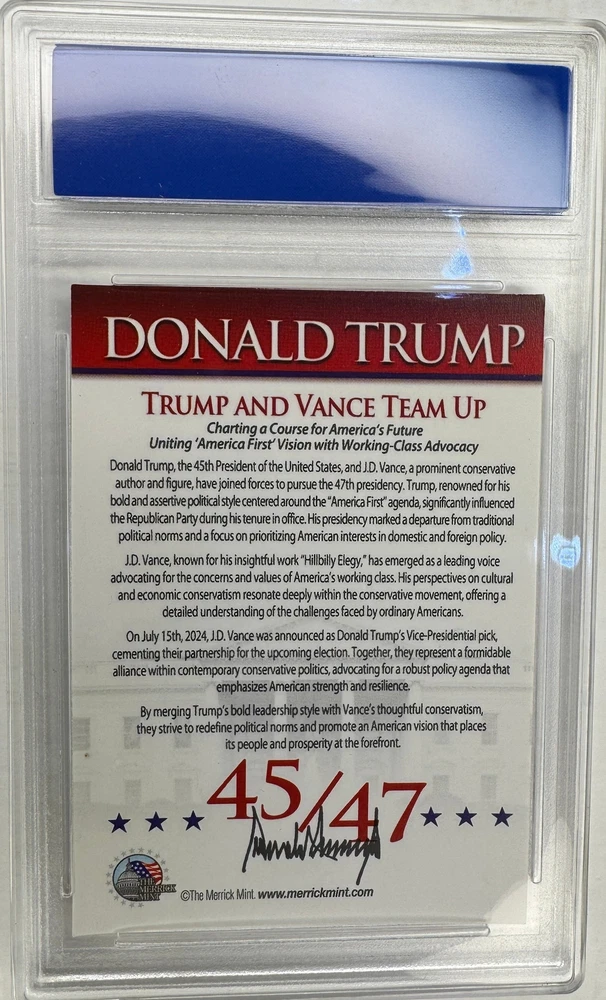 DONALD TRUMP
TRUMP AND VANCE TEAM UP
Charting a Course for America's Future
Uniting 'America First' Vision with Working-Class Advocacy
Donald Trump, the 45th President of the United States, and J.D. Vance, a prominent conservative
author and figure, have joined forces to pursue the 47th presidency. Trump, renowned for his
bold and assertive political style centered around the "America First" agenda, significantly influenced
the Republican Party during his tenure in office. His presidency marked a departure from traditional
political norms and a focus on prioritizing American interests in domestic and foreign policy.
J.D. Vance, known for his insightful work "Hillbilly Elegy," has emerged as a leading voice
advocating for the concerns and values of America's working class. His perspectives on cultural
and economic conservatism resonate deeply within the conservative movement, offering a
detailed understanding of the challenges faced by ordinary Americans.
On July 15th, 2024, J.D. Vance was announced as Donald Trump's Vice-Presidential pick,
cementing their partnership for the upcoming election. Together, they represent a formidable
alliance within contemporary conservative politics, advocating for a robust policy agenda that
emphasizes American strength and resilience.
By merging Trump's bold leadership style with Vance's thoughtful conservatism,
they strive to redefine political norms and promote an American vision that places
its people and prosperity at the forefront.
45/47
Donald Trump
THE
MERRICK
MINT
©The Merrick Mint. www.merrickmint.com